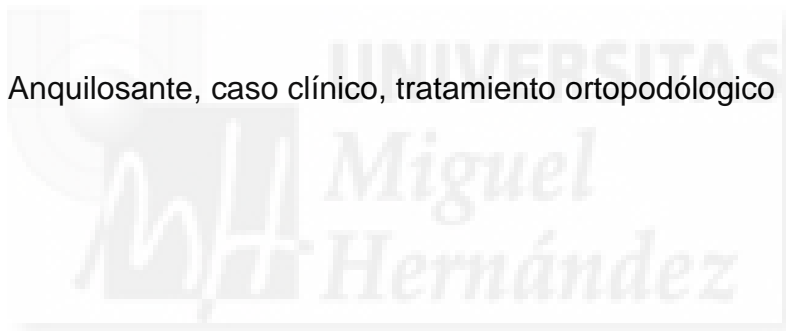 UNIVERSITAS
Anquilosante, caso clínico, tratamiento ortopodólogico
Miguel
Hernández